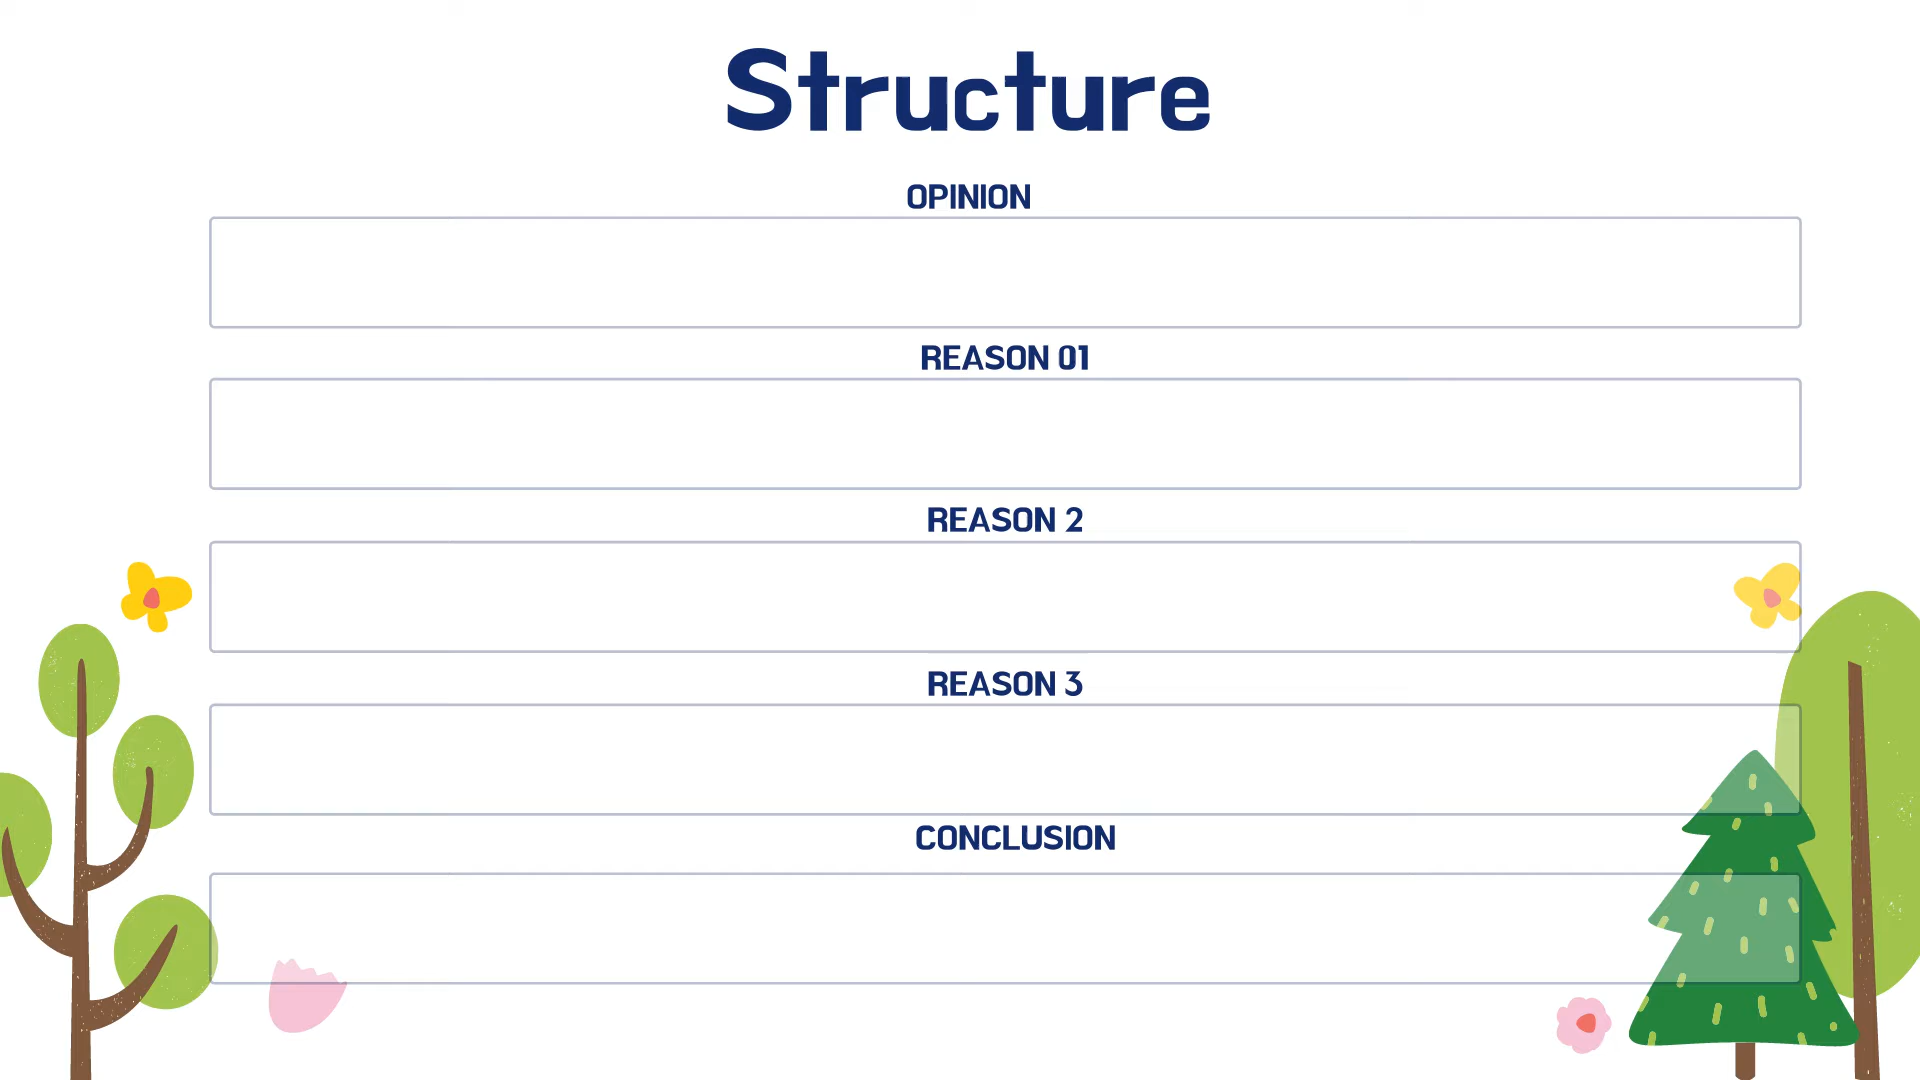 Structure
OPINION
REASON 01
REASON 2
REASON 3
CONCLUSION